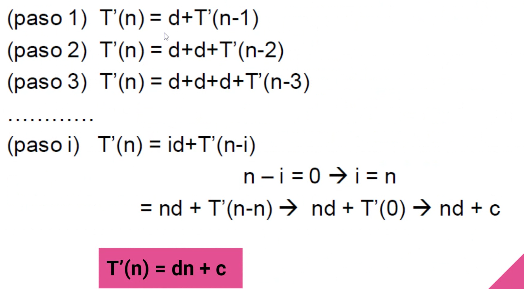 (paso 1) T’(n) = d+T’(n-1)
(paso 2) T’(n) = d+d+T’(n-2)
(paso 3) T’(n) = d+d+d+T’(n-3)
…………
(paso i) T’(n) = id+T’(n-i)
n – i = 0 → i = n
= nd + T’(n-n) → nd + T’(0) → nd + c
T’(n) = dn + c